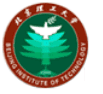 北京理工大学
BEIJING INSTITUTE OF TECHNOLOGY